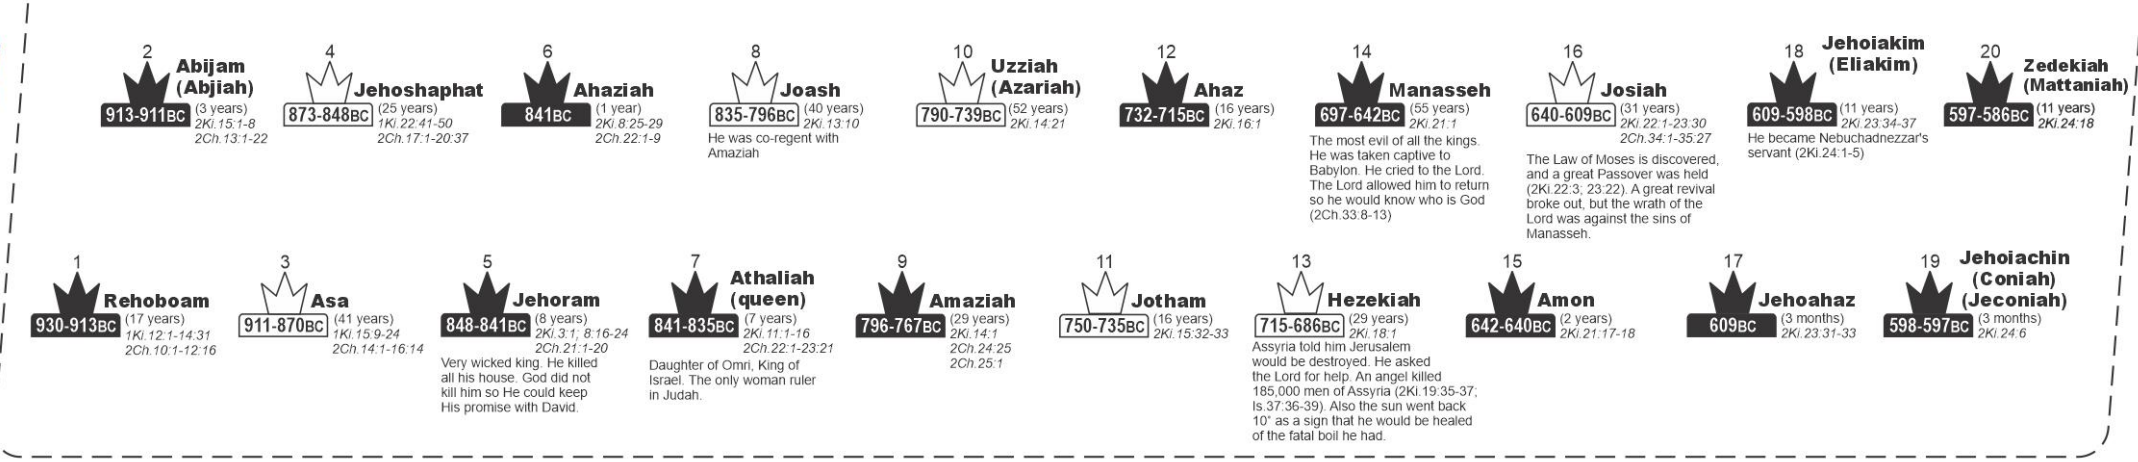 2
Abijam
(Abjiah)
913-911BC
(3 years)
2Ki.15:1-8
2Ch.13:1-22
4
Jehoshaphat
873-848BC
(25 years)
1Ki.22:41-50
2Ch.17:1-20:37
6
Ahaziah
841BC
(1 year)
2Ki.8:25-29
2Ch.22:1-9
8
Joash
835-796BC
(40 years)
2Ki.13:10
He was co-regent with
Amaziah
10
Uzziah
(Azariah)
790-739BC
(52 years)
2Ki.14:21
12
Ahaz
732-715BC
(16 years)
2Ki.16:1
14
Manasseh
697-642BC
(55 years)
2Ki.21:1
The most evil of all the kings.
He was taken captive to
Babylon. He cried to the Lord.
The Lord allowed him to return
so he would know who is God
(2Ch.33:8-13)
16
Josiah
640-609BC
(31 years)
2Ki.22:1-23:30
2Ch.34:1-35:27
The Law of Moses is discovered,
and a great Passover was held
(2Ki.22:3; 23:22). A great revival
broke out, but the wrath of the
Lord was against the sins of
Manasseh.
18
Jehoiakim
(Eliakim)
609-598BC
(11 years)
2Ki.23:34-37
He became Nebuchadnezzar's
servant (2Ki.24:1-5)
20
Zedekiah
(Mattaniah)
597-586BC
(11 years)
2Ki.24:18
1
Rehoboam
930-913BC
(17 years)
1Ki.12:1-14:31
2Ch.10:1-12:16
3
Asa
911-870BC
(41 years)
1Ki.15:9-24
2Ch.14:1-16:14
5
Jehoram
848-841BC
(8 years)
2Ki.3:1; 8:16-24
2Ch.21:1-20
Very wicked king. He killed
all his house. God did not
kill him so He could keep
His promise with David.
7
Athaliah
(queen)
841-835BC
(7 years)
2Ki.11:1-16
2Ch.22:1-23:21
Daughter of Omri, King of
Israel. The only woman ruler
in Judah.
9
Amaziah
796-767BC
(29 years)
2Ki.14:1
2Ch.24:25
2Ch.25:1
11
Jotham
750-735BC
(16 years)
2Ki.15:32-33
13
Hezekiah
715-686BC
(29 years)
2Ki.18:1
Assyria told him Jerusalem
would be destroyed. He asked
the Lord for help. An angel killed
185,000 men of Assyria (2Ki.19:35-37;
Is.37:36-39). Also the sun went back
10° as a sign that he would be healed
of the fatal boil he had.
15
Amon
642-640BC
(2 years)
2Ki.21:17-18
17
Jehoahaz
609BC
(3 months)
2Ki.23:31-33
19
Jehoiachin
(Coniah)
(Jeconiah)
598-597BC
(3 months)
2Ki.24:6